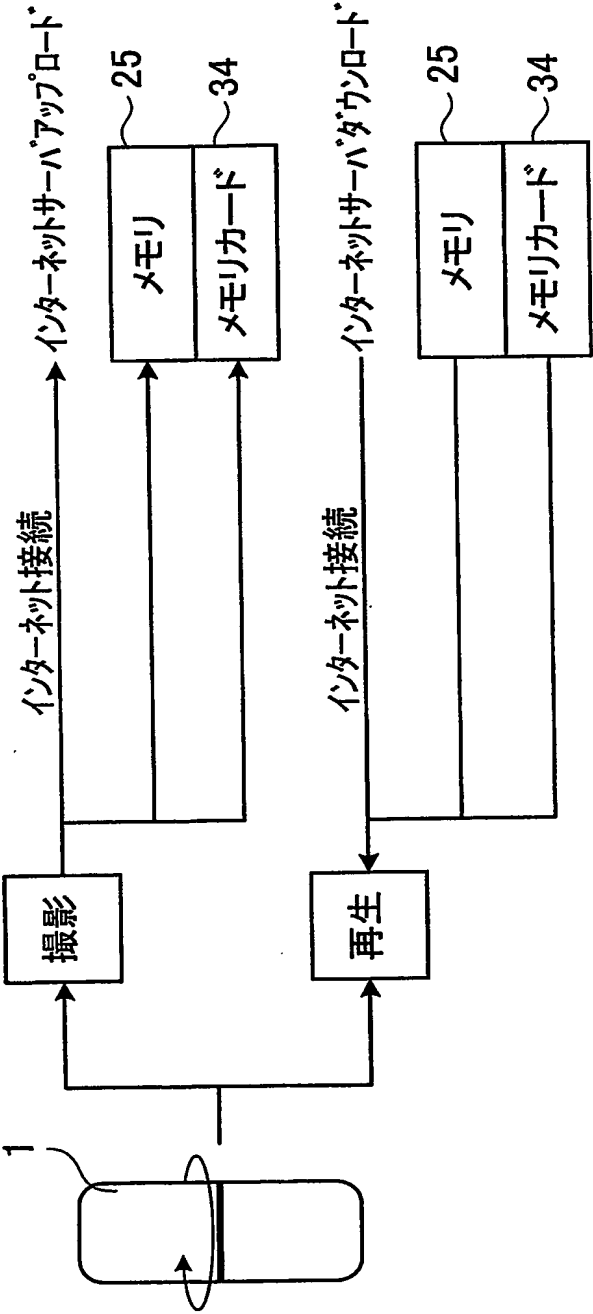 1
撮影
インターネット接続
インターネットサーバアップロード
メモリ
25
メモリカード
34
再生
インターネット接続
インターネットサーバダウンロード
メモリ
25
メモリカード
34